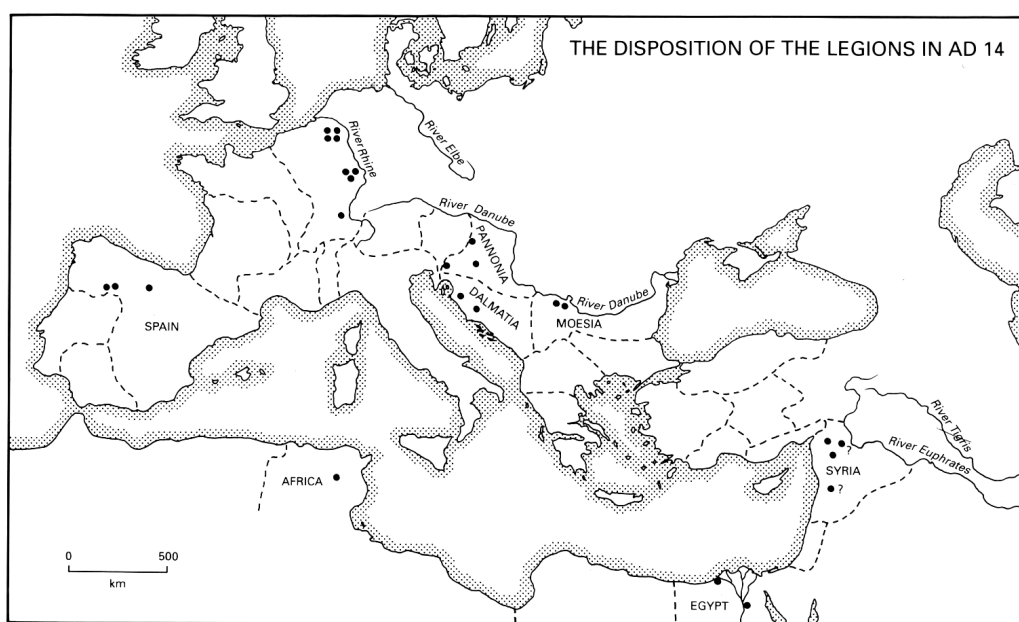 THE DISPOSITION OF THE LEGIONS IN AD 14
River Rhine
River Elbe
River Danube
PANNONIA
DALMATIA
River Danube
MOESIA
SPAIN
AFRICA
River Tigris
River Euphrates
?
SYRIA
?
EGYPT
0 500
km